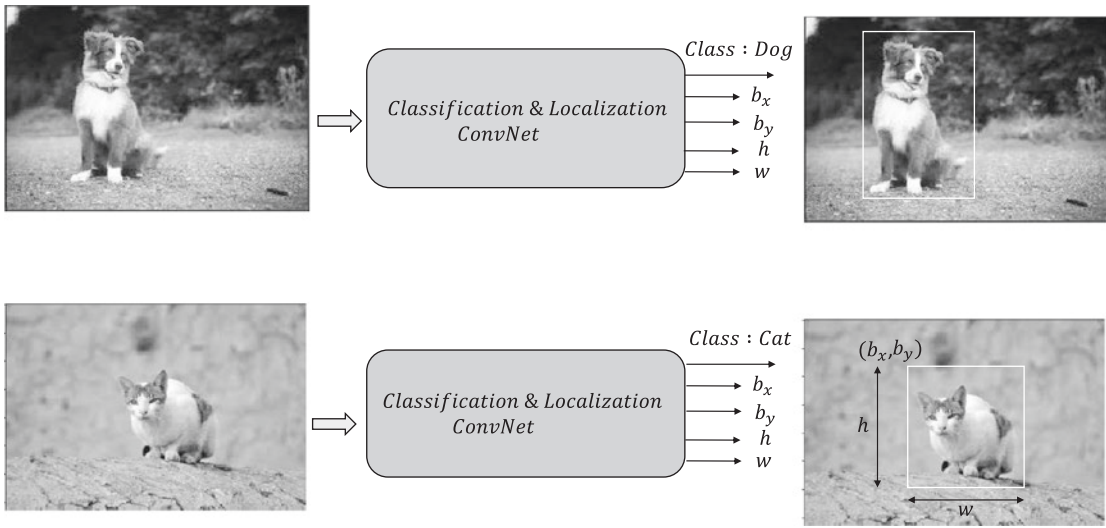 Class : Dog
Classification & Localization
ConvNet
b_x
b_y
h
w
Class : Cat
Classification & Localization
ConvNet
b_x
b_y
h
w
(b_x,b_y)
h
w